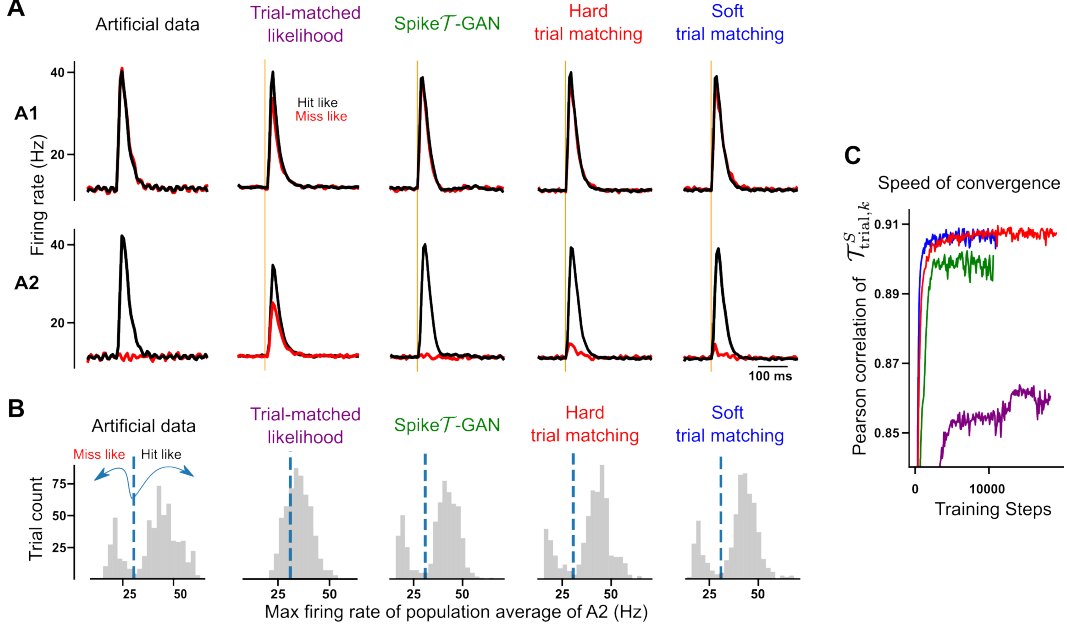 A
Artificial data
Trial-matched
likelihood
Spike𝒯-GAN
Hard
trial matching
Soft
trial matching
A1
Firing rate (Hz)
40
20
Hit like
Miss like
A2
40
20
100 ms
B
Artificial data
Trial-matched
likelihood
Spike𝒯-GAN
Hard
trial matching
Soft
trial matching
Miss like
Hit like
Trial count
75
50
25
25 50
25 50
25 50
25 50
25 50
Max firing rate of population average of A2 (Hz)
C
Speed of convergence
Pearson correlation of 𝒯^S_trial,k
0.91
0.89
0.87
0.85
0 10000
Training Steps